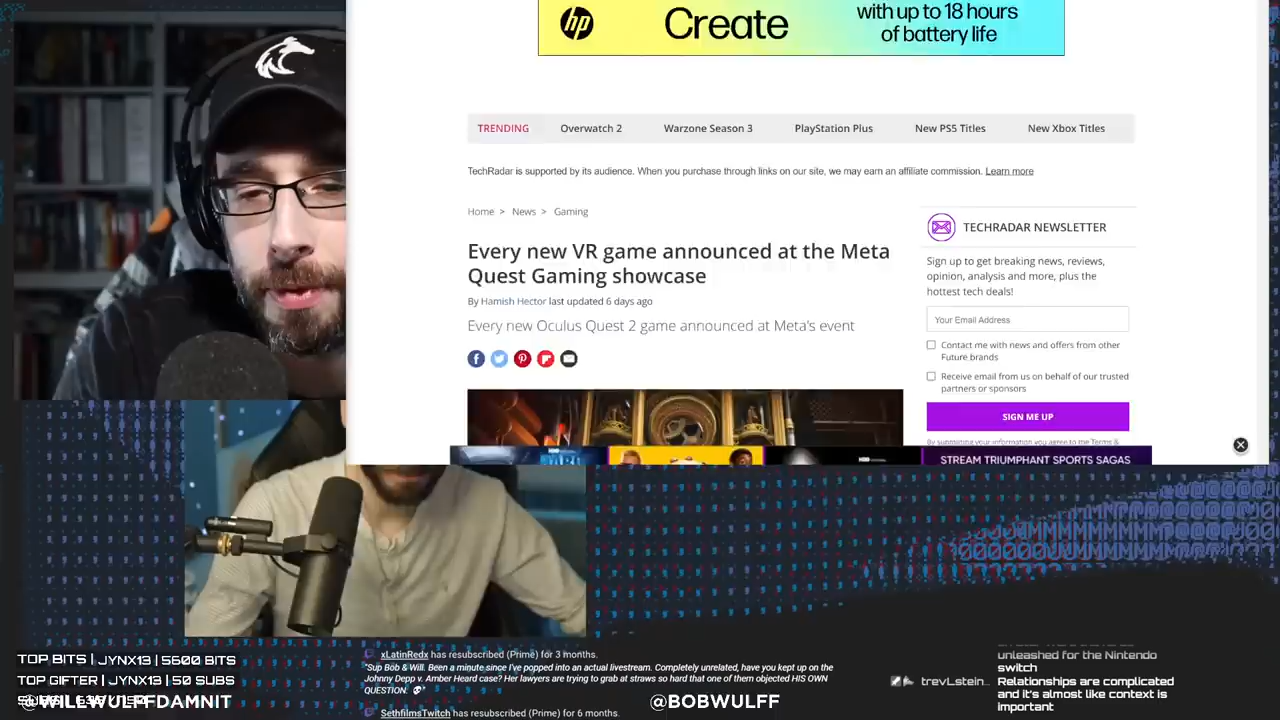 hp
Create
with up to 18 hours
of battery life
TRENDING
Overwatch 2
Warzone Season 3
PlayStation Plus
New PS5 Titles
New Xbox Titles
TechRadar is supported by its audience. When you purchase through links on our site, we may earn an affiliate commission. Learn more
Home > News > Gaming
Every new VR game announced at the Meta
Quest Gaming showcase
By Hamish Hector last updated 6 days ago
Every new Oculus Quest 2 game announced at Meta's event
TECHRADAR NEWSLETTER
Sign up to get breaking news, reviews,
opinion, analysis and more, plus the
hottest tech deals!
Your Email Address
Contact me with news and offers from other
Future brands
Receive email from us on behalf of our trusted
partners or sponsors
SIGN ME UP
By submitting your information you agree to the Terms &
STREAM TRIUMPHANT SPORTS SAGAS
TOP BITS | JYNX13 | 5600 BITS
TOP GIFTER | JYNX13 | 50 SUBS
@WILLWULFFDAMNIT
xLatinRedx has resubscribed (Prime) for 3 months.
"Sup Bob & Will. Been a minute since I've popped into an actual livestream. Completely unrelated, have you kept up on the
Johnny Depp v. Amber Heard case? Her lawyers are trying to grab at straws so hard that one of them objected HIS OWN
QUESTION.
SethfilmsTwitch has resubscribed (Prime) for 6 months.
@BOBWULFF
unleashed for the Nintendo
switch
trevLstein...
Relationships are complicated
and it's almost like context is
important